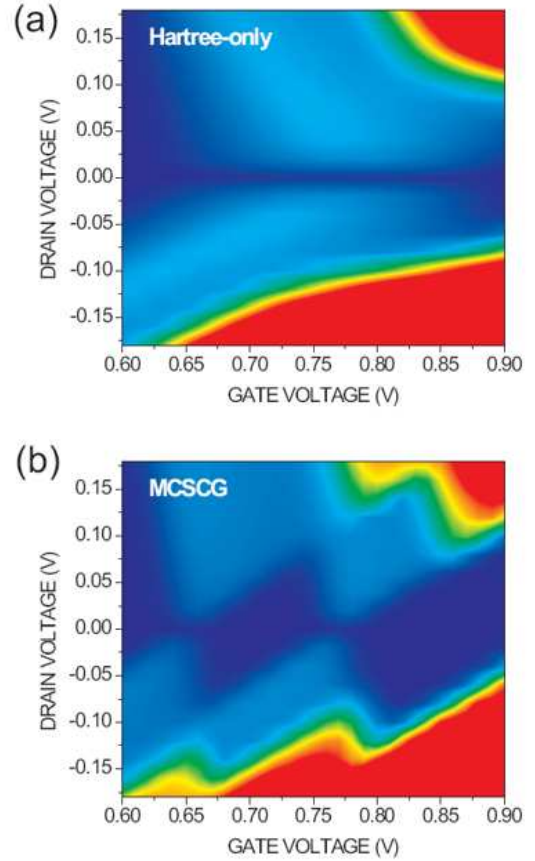 (a)
Hartree-only
0.15
0.10
0.05
0.00
-0.05
-0.10
-0.15
DRAIN VOLTAGE (V)
0.60 0.65 0.70 0.75 0.80 0.85 0.90
GATE VOLTAGE (V)
(b)
MCSCG
0.15
0.10
0.05
0.00
-0.05
-0.10
-0.15
DRAIN VOLTAGE (V)
0.60 0.65 0.70 0.75 0.80 0.85 0.90
GATE VOLTAGE (V)